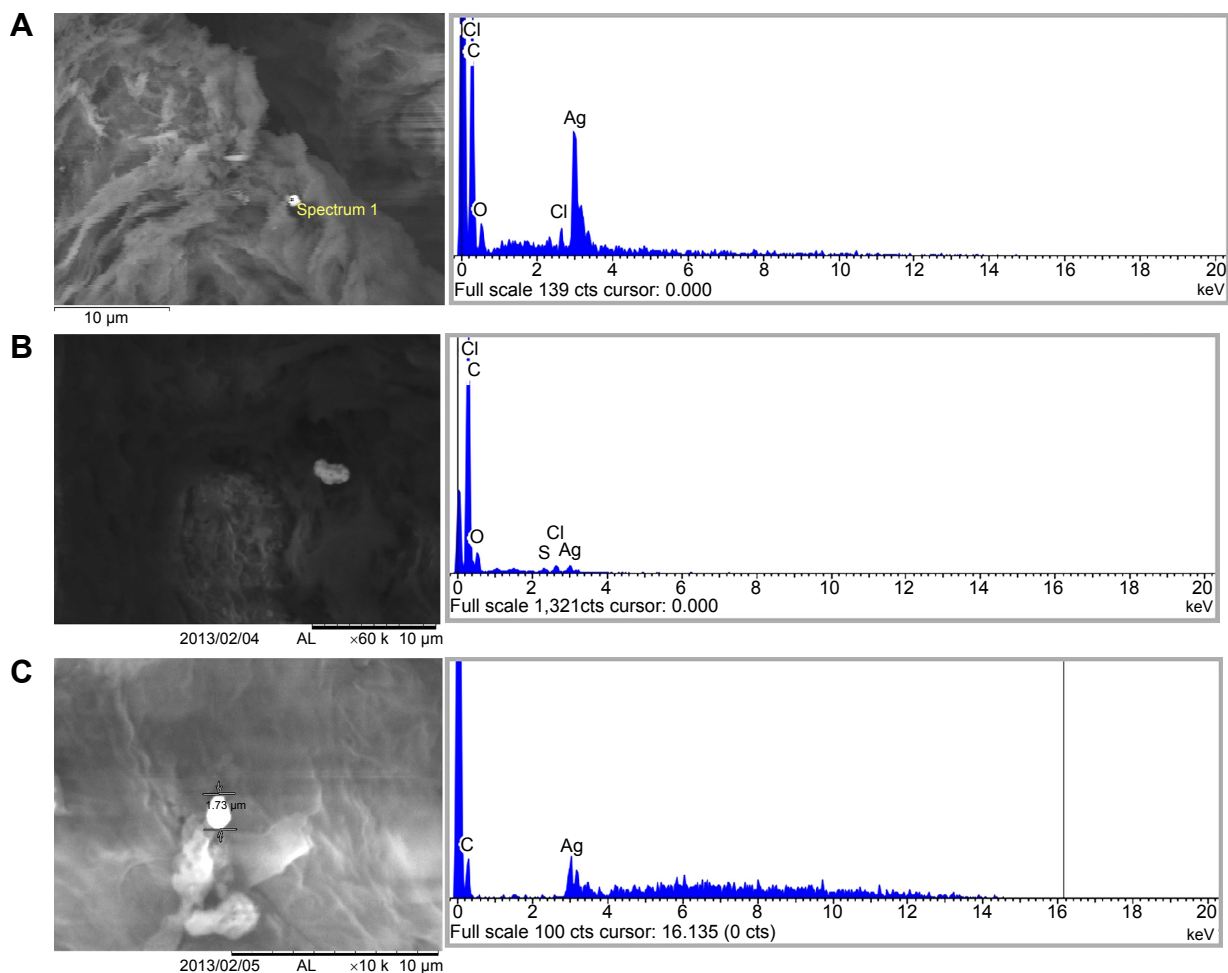 A
Spectrum 1
10 µm
Cl
C
O
Cl
Ag
0 2 4 6 8 10 12 14 16 18 20
Full scale 139 cts cursor: 0.000
keV
B
2013/02/04 AL ×60 k 10 µm
Cl
C
O
S
Cl
Ag
0 2 4 6 8 10 12 14 16 18 20
Full scale 1,321cts cursor: 0.000
keV
C
1.73 µm
2013/02/05 AL ×10 k 10 µm
C
Ag
0 2 4 6 8 10 12 14 16 18 20
Full scale 100 cts cursor: 16.135 (0 cts)
keV